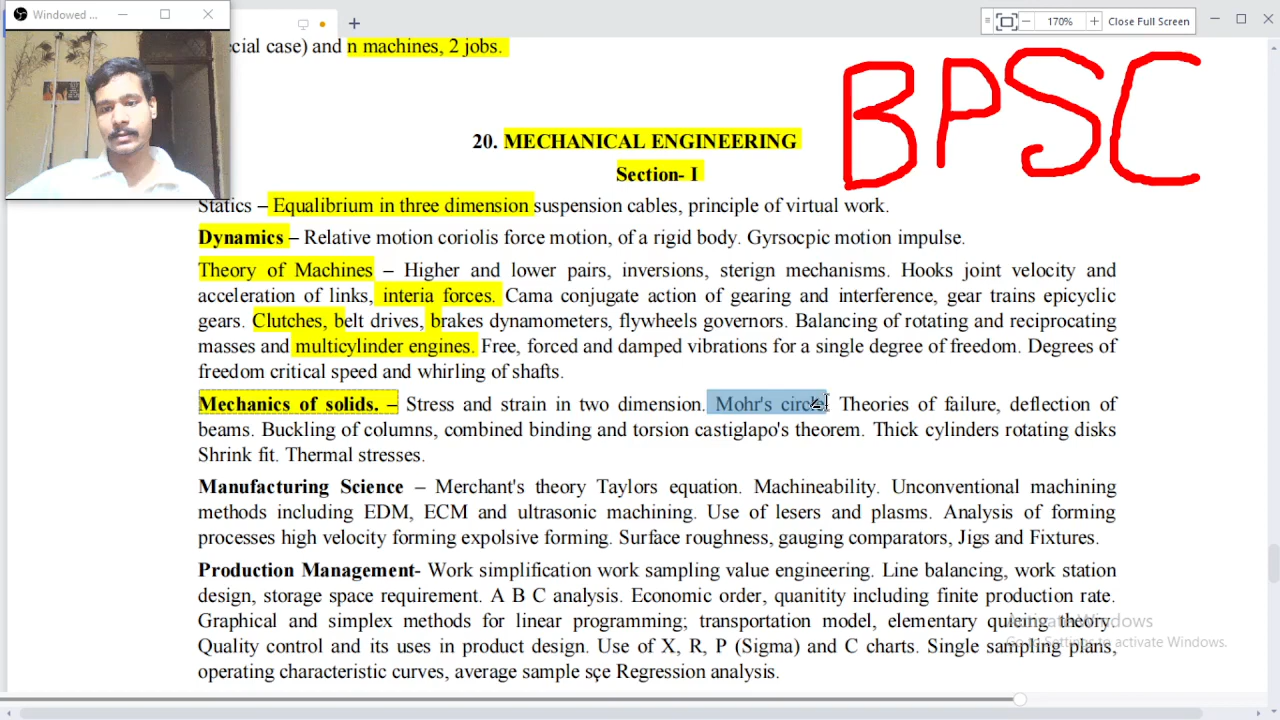 Windowed ...
170%
Close Full Screen
ecial case) and n machines, 2 jobs.
BPSC
20. MECHANICAL ENGINEERING
Section- I
Statics – Equalibrium in three dimension suspension cables, principle of virtual work.
Dynamics – Relative motion coriolis force motion, of a rigid body. Gyrsocpic motion impulse.
Theory of Machines – Higher and lower pairs, inversions, sterign mechanisms. Hooks joint velocity and
acceleration of links, interia forces. Cama conjugate action of gearing and interference, gear trains epicyclic
gears. Clutches, belt drives, brakes dynamometers, flywheels governors. Balancing of rotating and reciprocating
masses and multicylinder engines. Free, forced and damped vibrations for a single degree of freedom. Degrees of
freedom critical speed and whirling of shafts.
Mechanics of solids. – Stress and strain in two dimension. Mohr's circle. Theories of failure, deflection of
beams. Buckling of columns, combined binding and torsion castiglapo's theorem. Thick cylinders rotating disks
Shrink fit. Thermal stresses.
Manufacturing Science – Merchant's theory Taylors equation. Machineability. Unconventional machining
methods including EDM, ECM and ultrasonic machining. Use of lesers and plasms. Analysis of forming
processes high velocity forming expolsive forming. Surface roughness, gauging comparators, Jigs and Fixtures.
Production Management- Work simplification work sampling value engineering. Line balancing, work station
design, storage space requirement. A B C analysis. Economic order, quanitity including finite production rate.
Graphical and simplex methods for linear programming; transportation model, elementary queing theory.
Quality control and its uses in product design. Use of X, R, P (Sigma) and C charts. Single sampling plans,
operating characteristic curves, average sample sçe Regression analysis.
Activate Windows
Go to Settings to activate Windows.